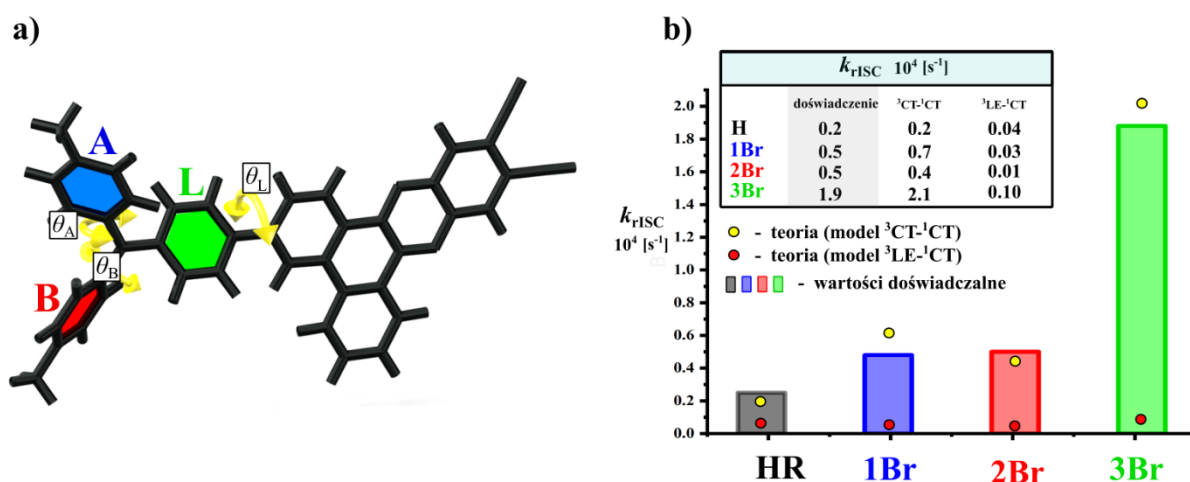 a)
A
L
θL
θA
θB
B
b)
krISC 10⁴ [s⁻¹]
doświadczenie ³CT-¹CT ³LE-¹CT
H 0.2 0.2 0.04
1Br 0.5 0.7 0.03
2Br 0.5 0.4 0.01
3Br 1.9 2.1 0.10
- teoria (model ³CT-¹CT)
- teoria (model ³LE-¹CT)
- wartości doświadczalne
krISC
10⁴ [s⁻¹]
2.0
1.8
1.6
1.4
1.2
1.0
0.8
0.6
0.4
0.2
0.0
HR 1Br 2Br 3Br